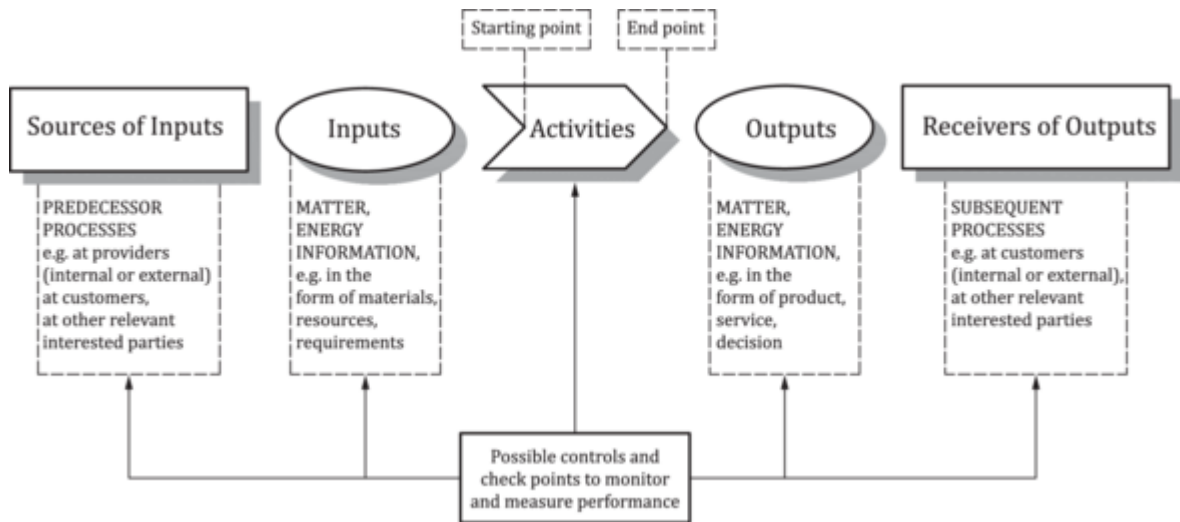 Starting point
End point
Sources of Inputs
Inputs
Activities
Outputs
Receivers of Outputs
PREDECESSOR
PROCESSES
e.g. at providers
(internal or external)
at customers,
at other relevant
interested parties
MATTER,
ENERGY
INFORMATION,
e.g. in the
form of materials,
resources,
requirements
MATTER,
ENERGY
INFORMATION,
e.g. in the
form of product,
service,
decision
SUBSEQUENT
PROCESSES
e.g. at customers
(internal or external),
at other relevant
interested parties
Possible controls and
check points to monitor
and measure performance